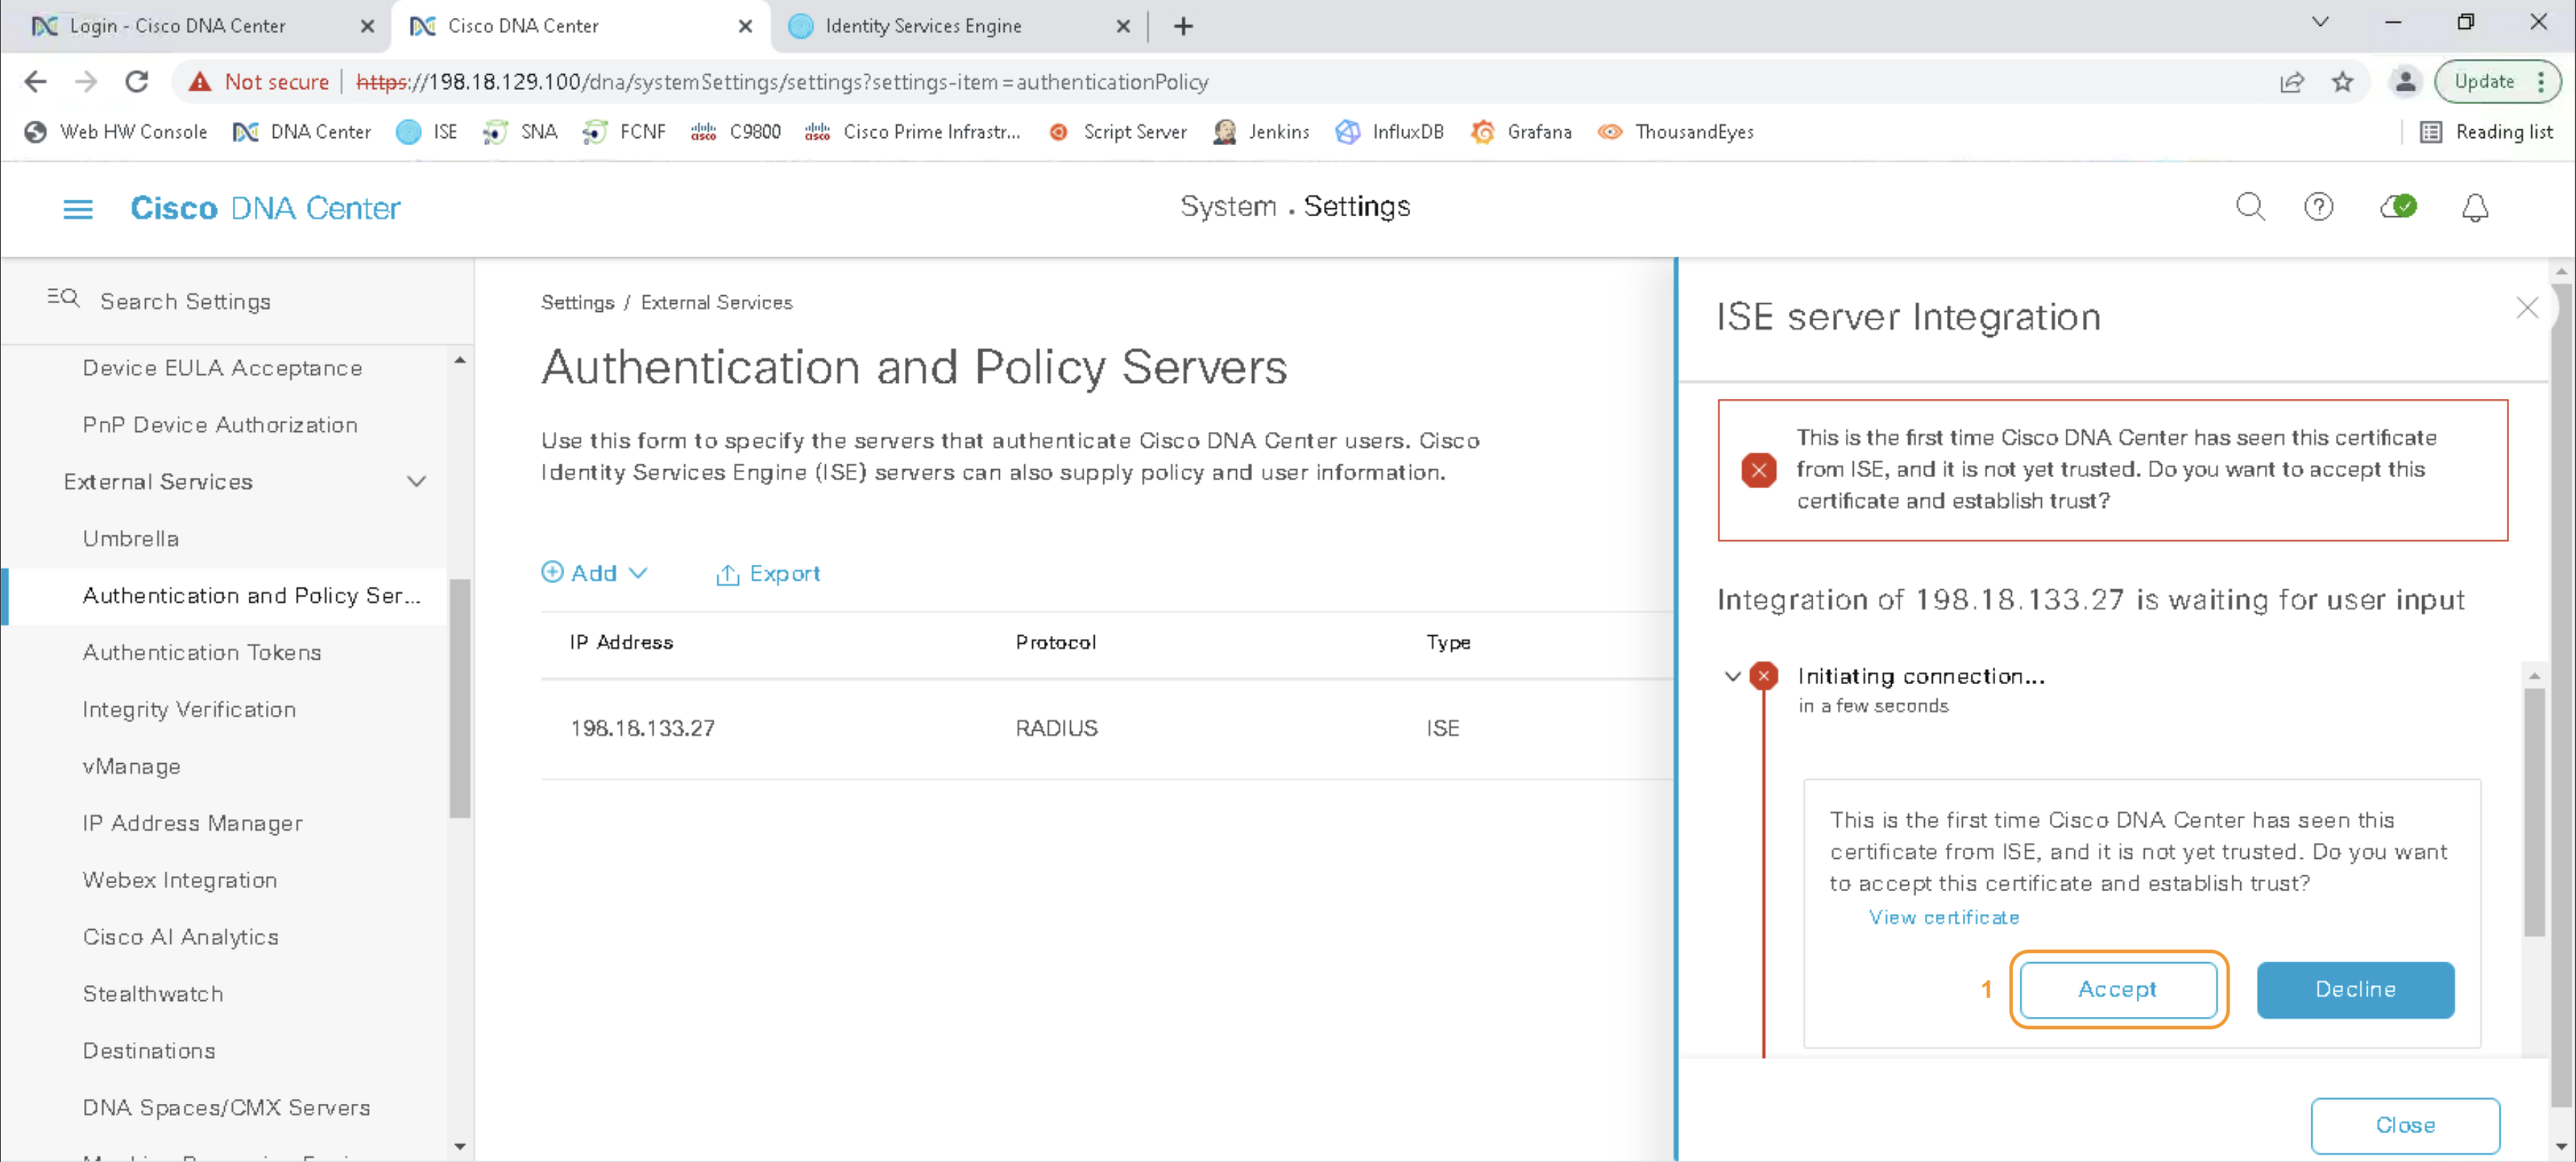 Login - Cisco DNA Center
Cisco DNA Center
Identity Services Engine
Not secure
https://198.18.129.100/dna/systemSettings/settings?settings-item=authenticationPolicy
Update
Web HW Console
DNA Center
ISE
SNA
FCNF
C9800
Cisco Prime Infrastr...
Script Server
Jenkins
InfluxDB
Grafana
ThousandEyes
Reading list
Cisco DNA Center
System . Settings
Search Settings
Device EULA Acceptance
PnP Device Authorization
External Services
Umbrella
Authentication and Policy Ser...
Authentication Tokens
Integrity Verification
vManage
IP Address Manager
Webex Integration
Cisco AI Analytics
Stealthwatch
Destinations
DNA Spaces/CMX Servers
Settings / External Services
Authentication and Policy Servers
Use this form to specify the servers that authenticate Cisco DNA Center users. Cisco
Identity Services Engine (ISE) servers can also supply policy and user information.
Add
Export
IP Address
Protocol
Type
198.18.133.27
RADIUS
ISE
ISE server Integration
This is the first time Cisco DNA Center has seen this certificate
from ISE, and it is not yet trusted. Do you want to accept this
certificate and establish trust?
Integration of 198.18.133.27 is waiting for user input
Initiating connection...
in a few seconds
This is the first time Cisco DNA Center has seen this
certificate from ISE, and it is not yet trusted. Do you want
to accept this certificate and establish trust?
View certificate
1
Accept
Decline
Close